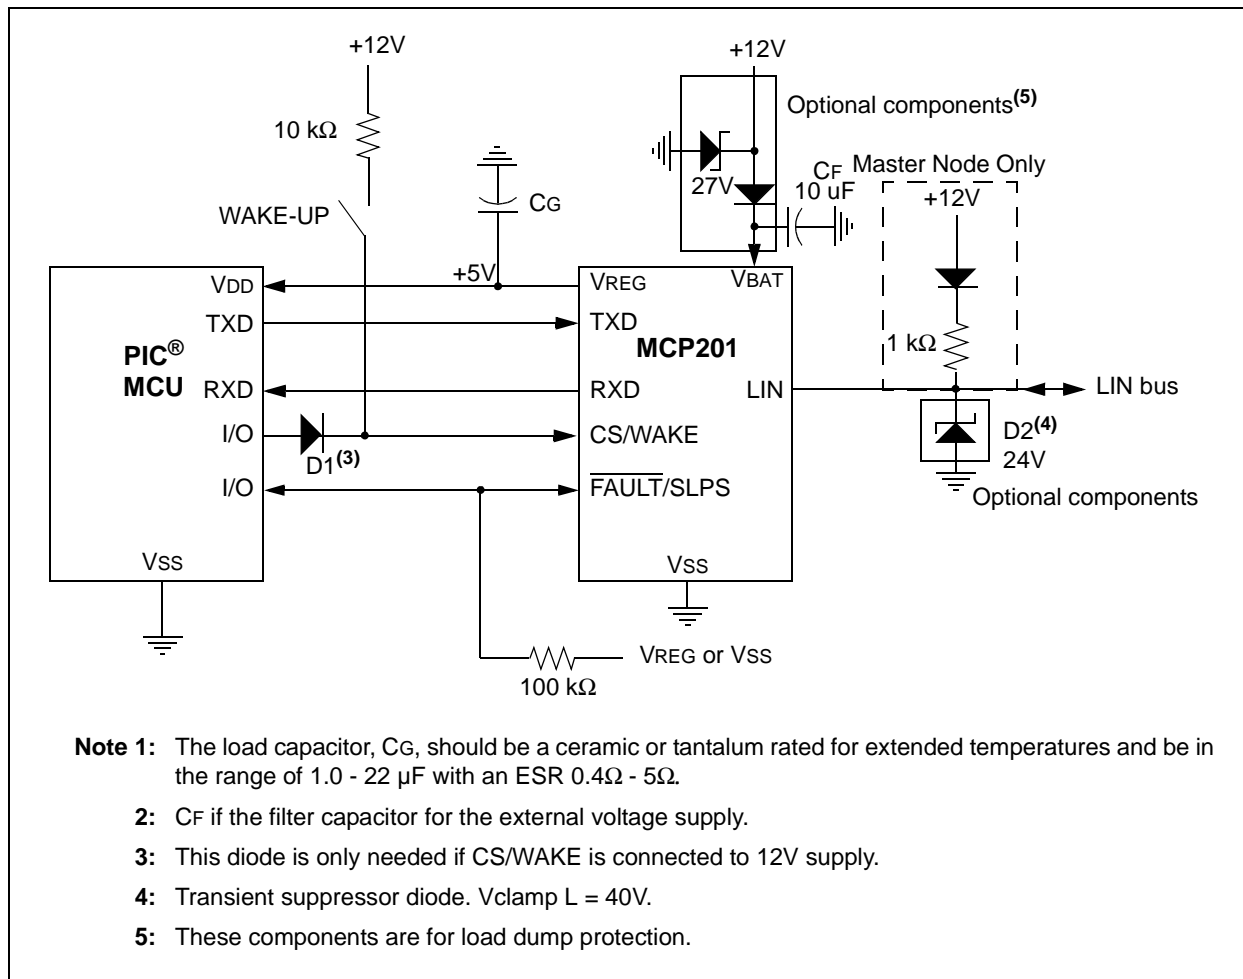 +12V
+12V
Optional components(5)
10 kΩ
27V
CF
10 uF
Master Node Only
+12V
CG
WAKE-UP
+5V
VDD
VREG
VBAT
TXD
TXD
PIC®
MCU
MCP201
1 kΩ
RXD
RXD
LIN
LIN bus
I/O
CS/WAKE
D1(3)
D2(4)
24V
I/O
FAULT/SLPS
Optional components
VSS
VSS
VREG or VSS
100 kΩ
Note 1: The load capacitor, CG, should be a ceramic or tantalum rated for extended temperatures and be in
the range of 1.0 - 22 µF with an ESR 0.4Ω - 5Ω.
2: CF if the filter capacitor for the external voltage supply.
3: This diode is only needed if CS/WAKE is connected to 12V supply.
4: Transient suppressor diode. Vclamp L = 40V.
5: These components are for load dump protection.